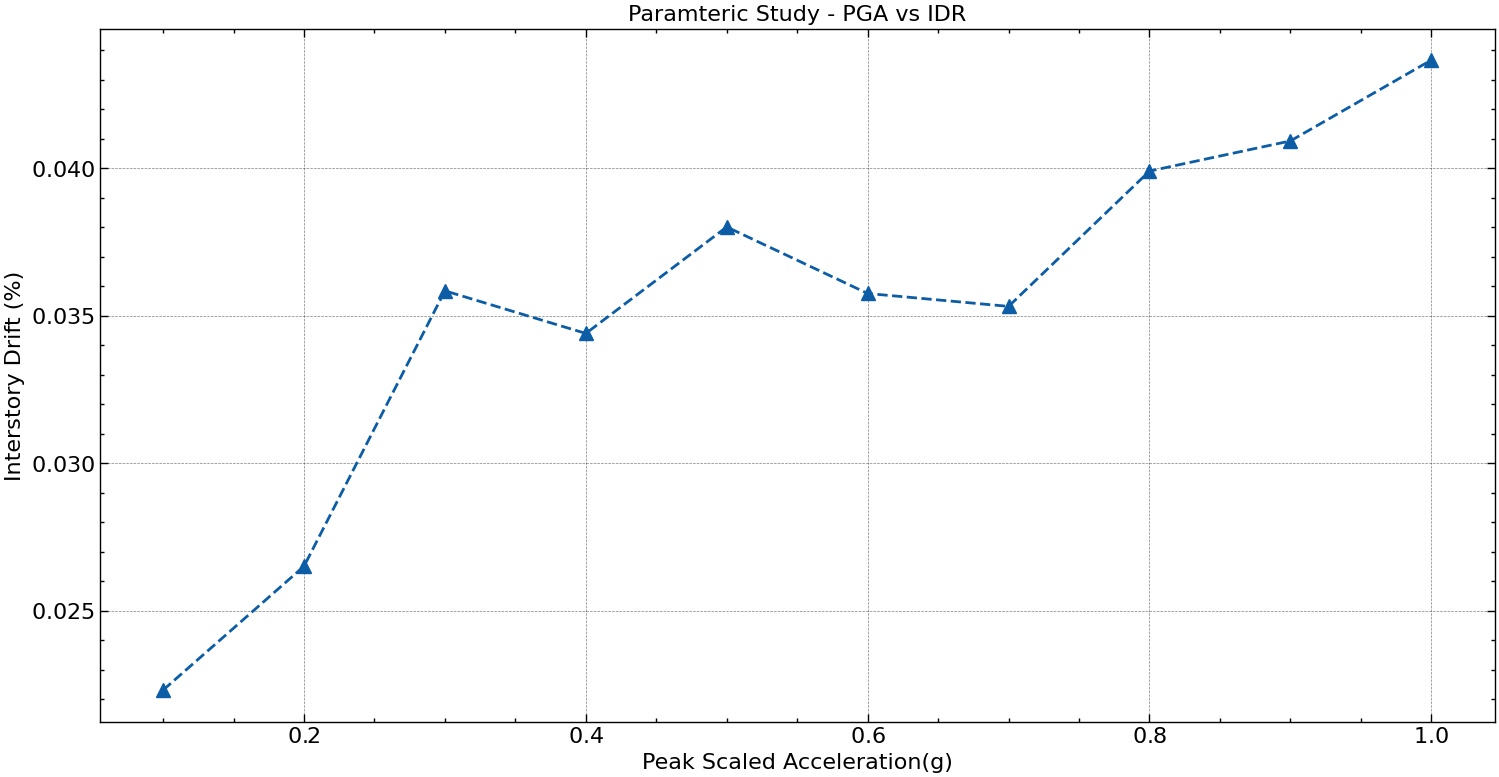 Paramteric Study - PGA vs IDR
Interstory Drift (%)
0.040
0.035
0.030
0.025
0.2 0.4 0.6 0.8 1.0
Peak Scaled Acceleration(g)